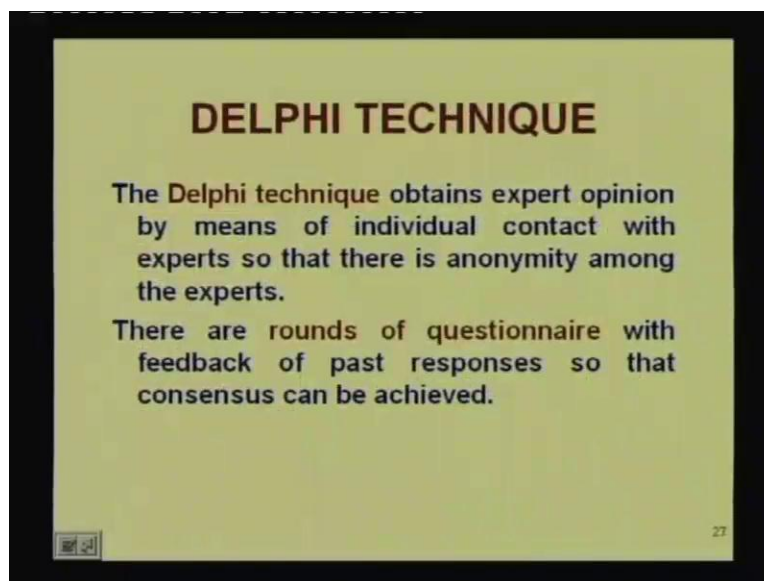 DELPHI TECHNIQUE
The Delphi technique obtains expert opinion
by means of individual contact with
experts so that there is anonymity among
the experts.
There are rounds of questionnaire with
feedback of past responses so that
consensus can be achieved.
27